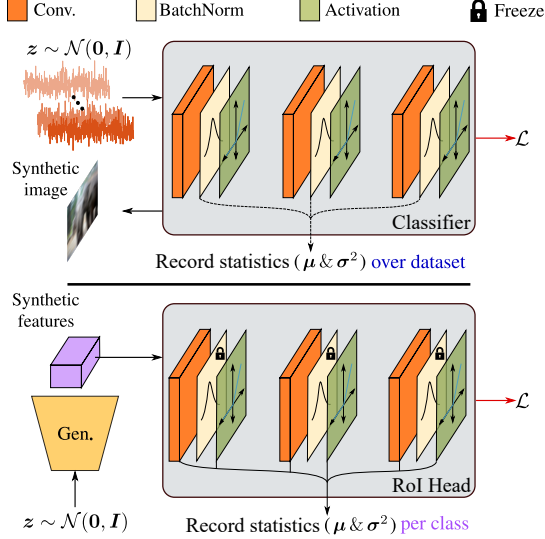 Conv. BatchNorm Activation Freeze
z ∼ 𝒩(0, I)
Synthetic
image
ℒ
Classifier
Record statistics (μ & σ²) over dataset
Synthetic
features
Gen.
ℒ
RoI Head
z ∼ 𝒩(0, I)
Record statistics (μ & σ²) per class